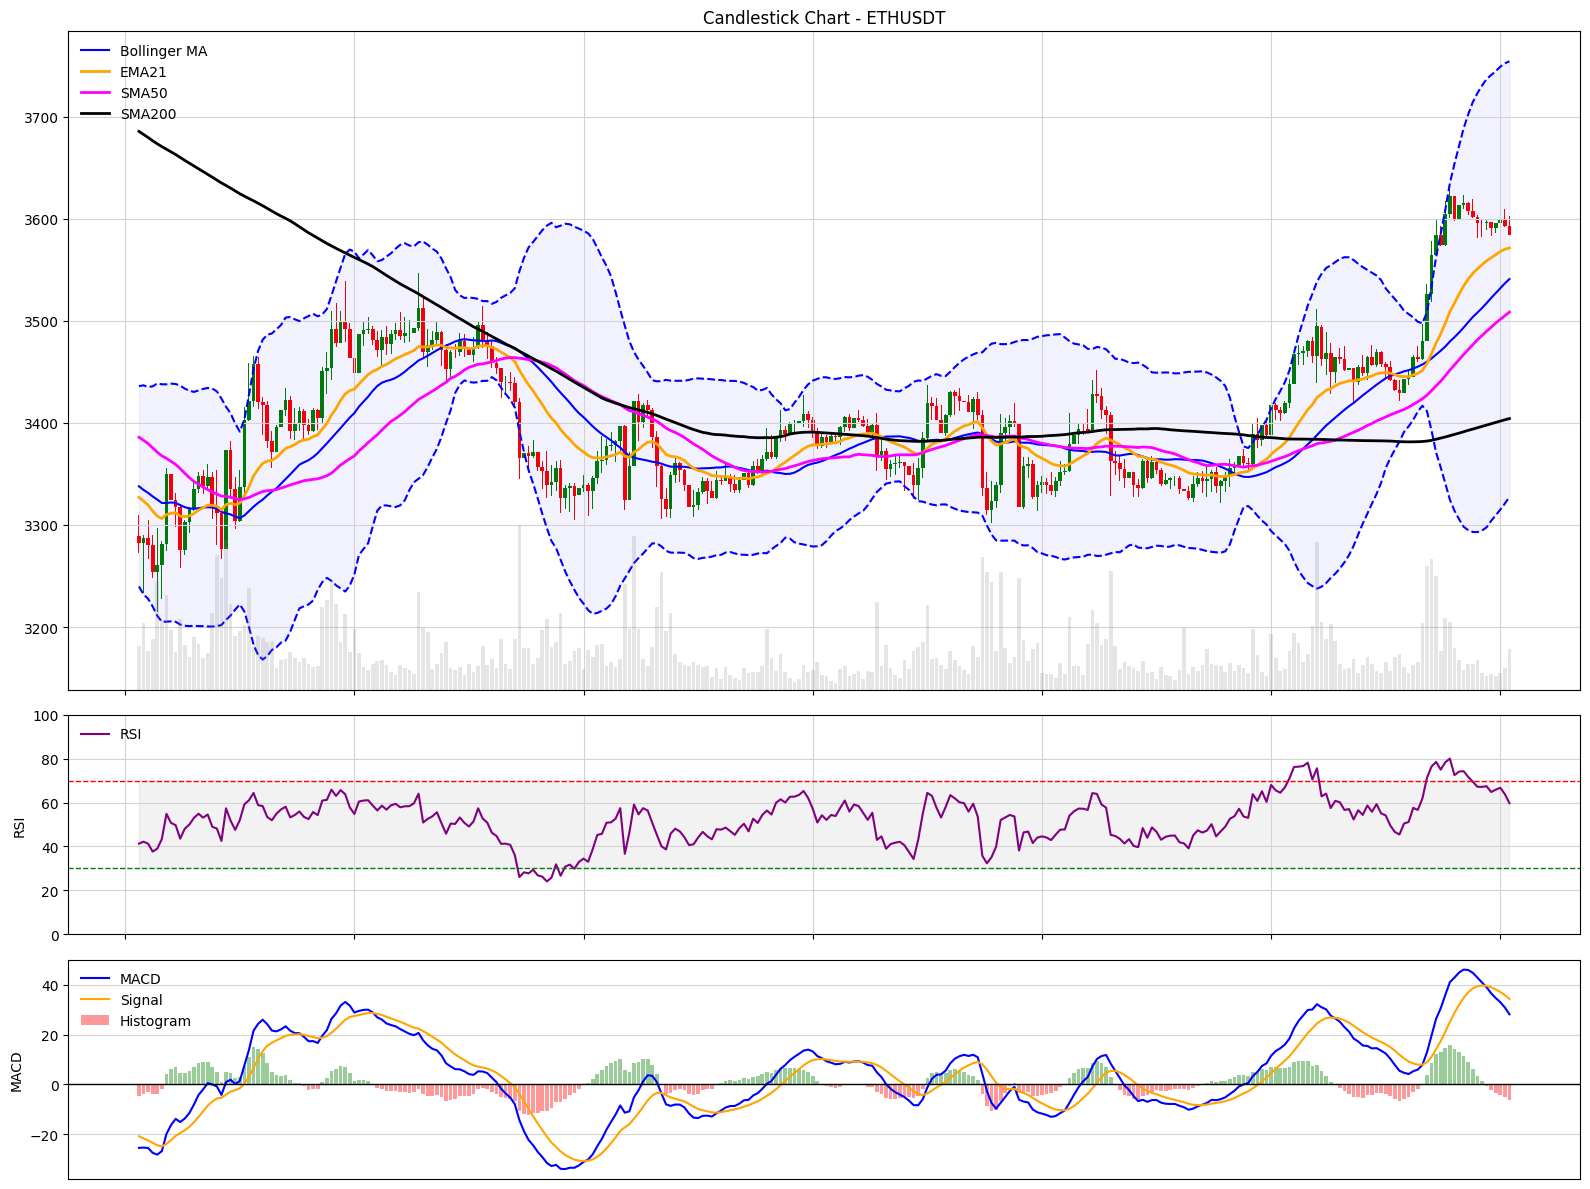 Candlestick Chart - ETHUSDT
Bollinger MA
EMA21
SMA50
SMA200
3700
3600
3500
3400
3300
3200
RSI
100
80
60
40
20
0
RSI
MACD
Signal
Histogram
40
20
0
−20
MACD